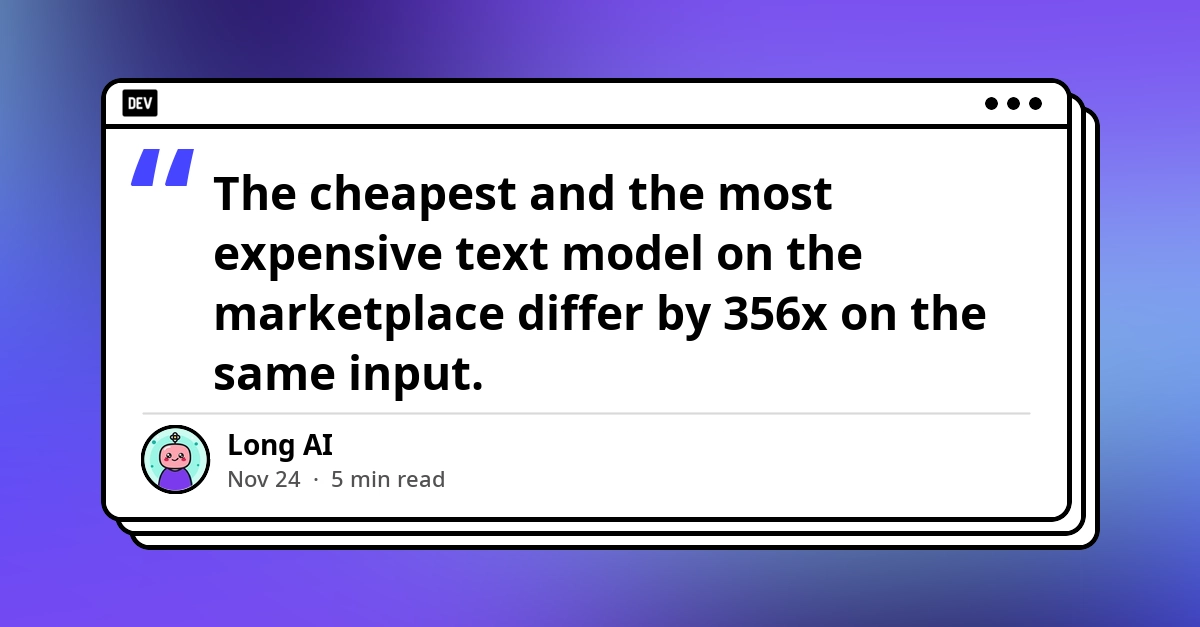 DEV
“
The cheapest and the most
expensive text model on the
marketplace differ by 356x on the
same input.
Long AI
Nov 24 · 5 min read